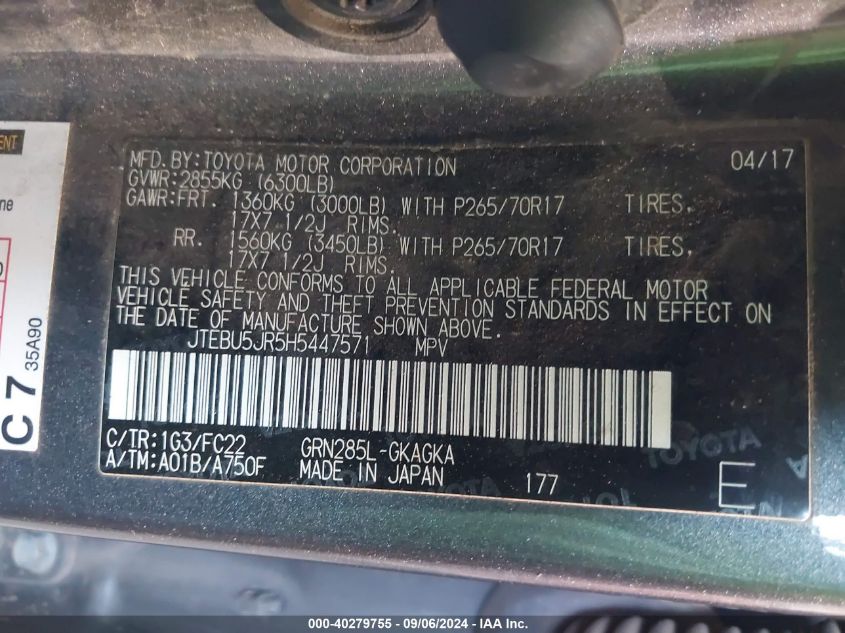 ENT
ne
C 7 35A90
MFD. BY: TOYOTA MOTOR CORPORATION 04/17
GVWR: 2855KG (6300LB)
GAWR: FRT. 1360KG (3000LB) WITH P265/70R17 TIRES,
17X7 1/2J RIMS.
RR. 1560KG (3450LB) WITH P265/70R17 TIRES,
17X7 1/2J RIMS.
THIS VEHICLE CONFORMS TO ALL APPLICABLE FEDERAL MOTOR
VEHICLE SAFETY AND THEFT PREVENTION STANDARDS IN EFFECT ON
THE DATE OF MANUFACTURE SHOWN ABOVE.
JTEBU5JR5H5447571 MPV
C/TR: 1G3/FC22 GRN285L-GKAGKA
A/TM: A01B/A750F MADE IN JAPAN 177 E
TOYOTA
000-40279755 - 09/06/2024 - IAA Inc.